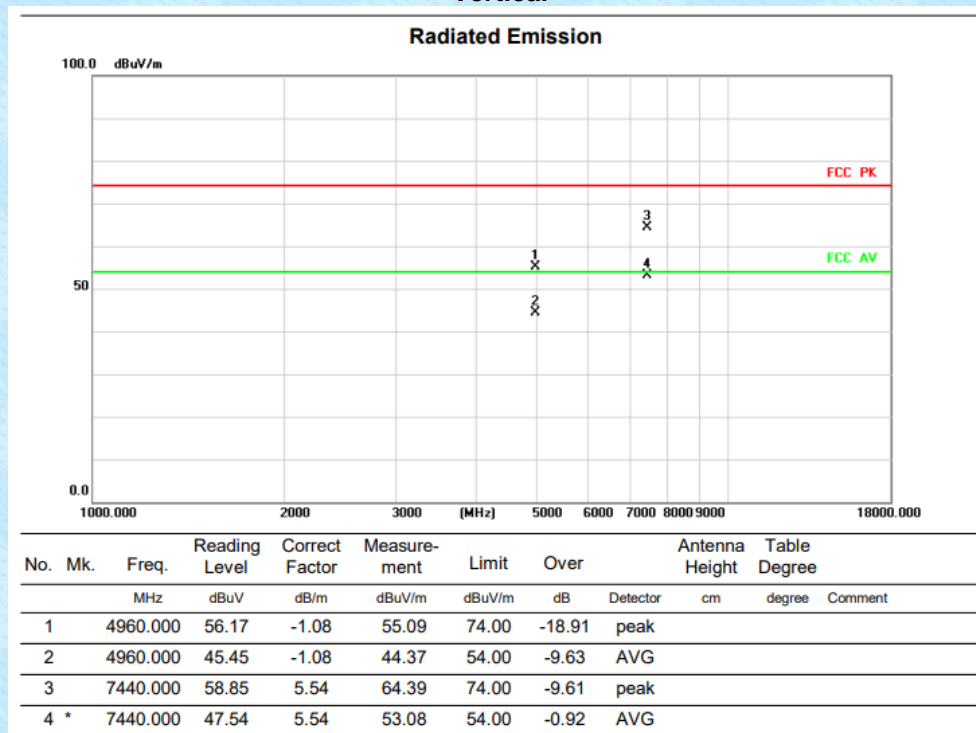 Vertical
Radiated Emission
100.0 dBuV/m
FCC PK
3
1
4
FCC AV
50
2
0.0
1000.000 2000 3000 (MHz) 5000 6000 7000 8000 9000 18000.000
No. Mk. Freq. Reading Level Correct Factor Measure-ment Limit Over Antenna Height Table Degree
MHz dBuV dB/m dBuV/m dBuV/m dB Detector cm degree Comment
1 4960.000 56.17 -1.08 55.09 74.00 -18.91 peak
2 4960.000 45.45 -1.08 44.37 54.00 -9.63 AVG
3 7440.000 58.85 5.54 64.39 74.00 -9.61 peak
4 * 7440.000 47.54 5.54 53.08 54.00 -0.92 AVG